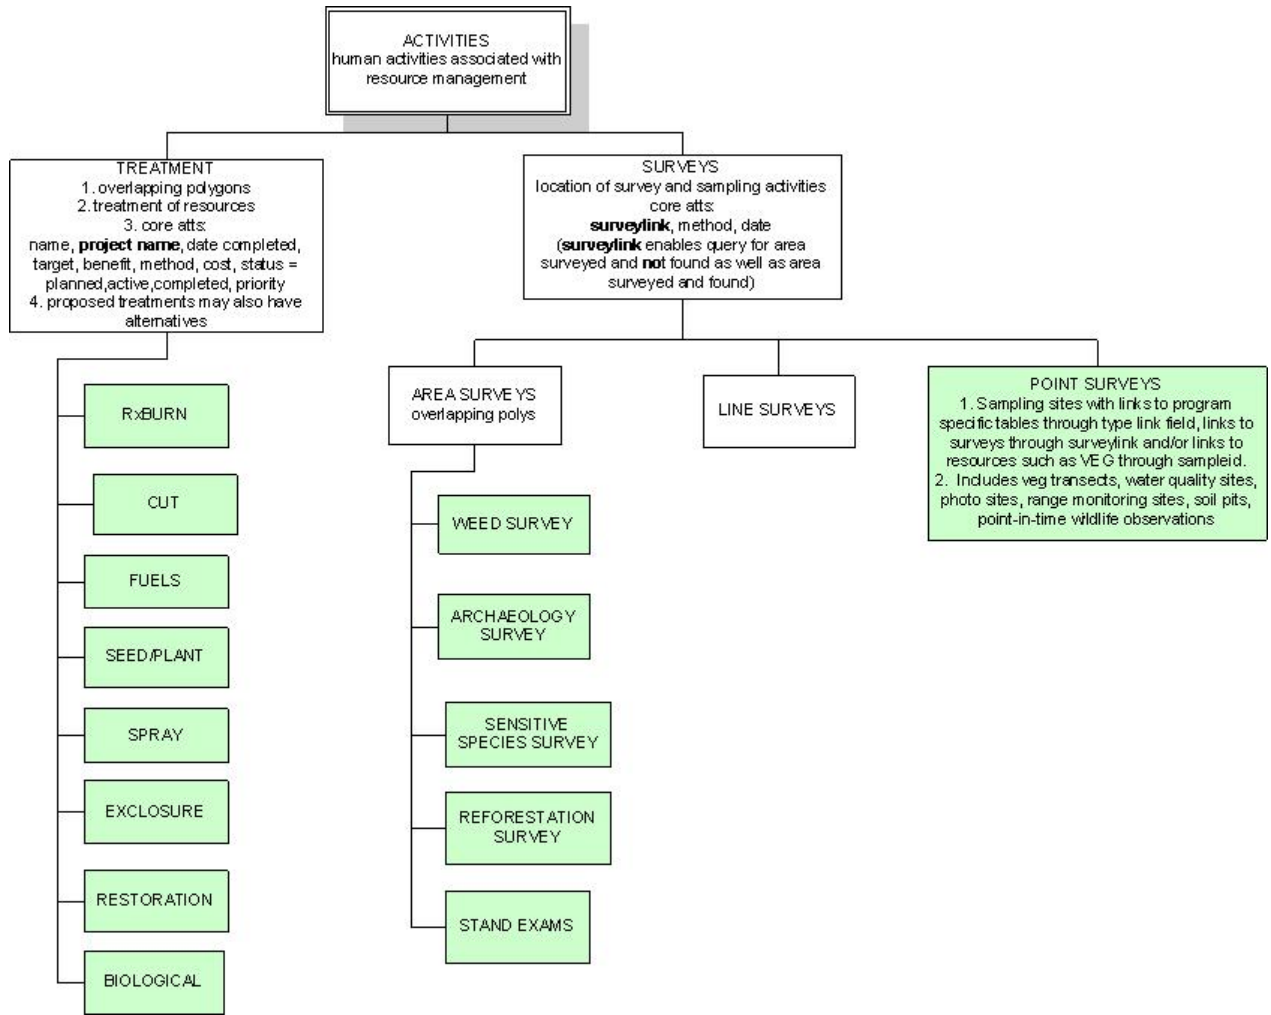 ACTIVITIES
human activities associated with
resource management
TREATMENT
1. overlapping polygons
2. treatment of resources
3. core atts:
name, project name, date completed,
target, benefit, method, cost, status =
planned,active,completed, priority
4. proposed treatments may also have
alternatives
SURVEYS
location of survey and sampling activities
core atts:
surveylink, method, date
(surveylink enables query for area
surveyed and not found as well as area
surveyed and found)
RxBURN
CUT
FUELS
SEED/PLANT
SPRAY
EXCLOSURE
RESTORATION
BIOLOGICAL
AREA SURVEYS
overlapping polys
WEED SURVEY
ARCHAEOLOGY
SURVEY
SENSITIVE
SPECIES SURVEY
REFORESTATION
SURVEY
STAND EXAMS
LINE SURVEYS
POINT SURVEYS
1. Sampling sites with links to program
specific tables through type link field, links to
surveys through surveylink and/or links to
resources such as VEG through sampleid.
2. Includes veg transects, water quality sites,
photo sites, range monitoring sites, soil pits,
point-in-time wildlife observations